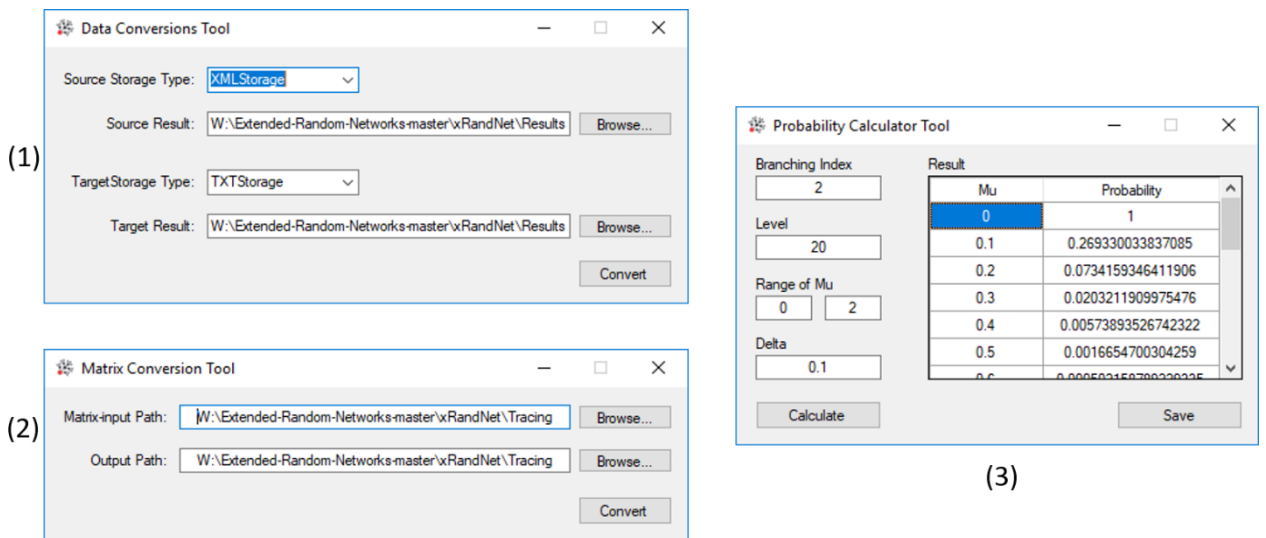 (1)
Data Conversions Tool
Source Storage Type: XMLStorage
Source Result: W:\Extended-Random-Networks-master\xRandNet\Results Browse...
TargetStorage Type: TXTStorage
Target Result: W:\Extended-Random-Networks-master\xRandNet\Results Browse...
Convert
(2)
Matrix Conversion Tool
Matrix-input Path: W:\Extended-Random-Networks-master\xRandNet\Tracing Browse...
Output Path: W:\Extended-Random-Networks-master\xRandNet\Tracing Browse...
Convert
Probability Calculator Tool
Branching Index
2
Level
20
Range of Mu
0 2
Delta
0.1
Calculate
Result
Mu Probability
0 1
0.1 0.269330033837085
0.2 0.0734159346411906
0.3 0.0203211909975476
0.4 0.00573893526742322
0.5 0.0016654700304259
Save
(3)